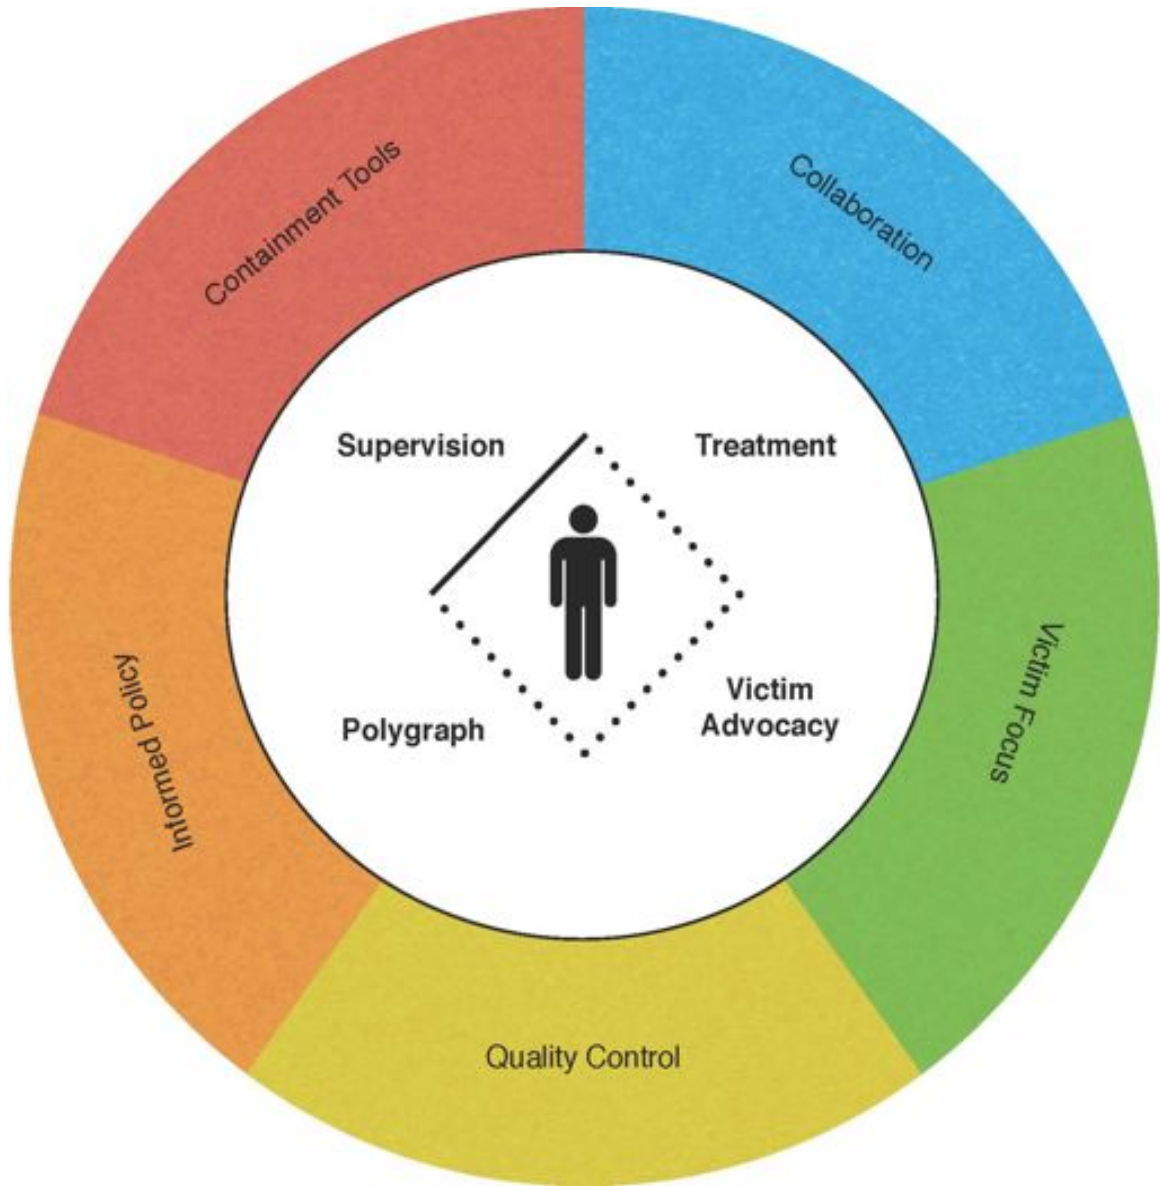 Containment Tools
Collaboration
Supervision
Treatment
Informed Policy
Victim Focus
Polygraph
Victim
Advocacy
Quality Control